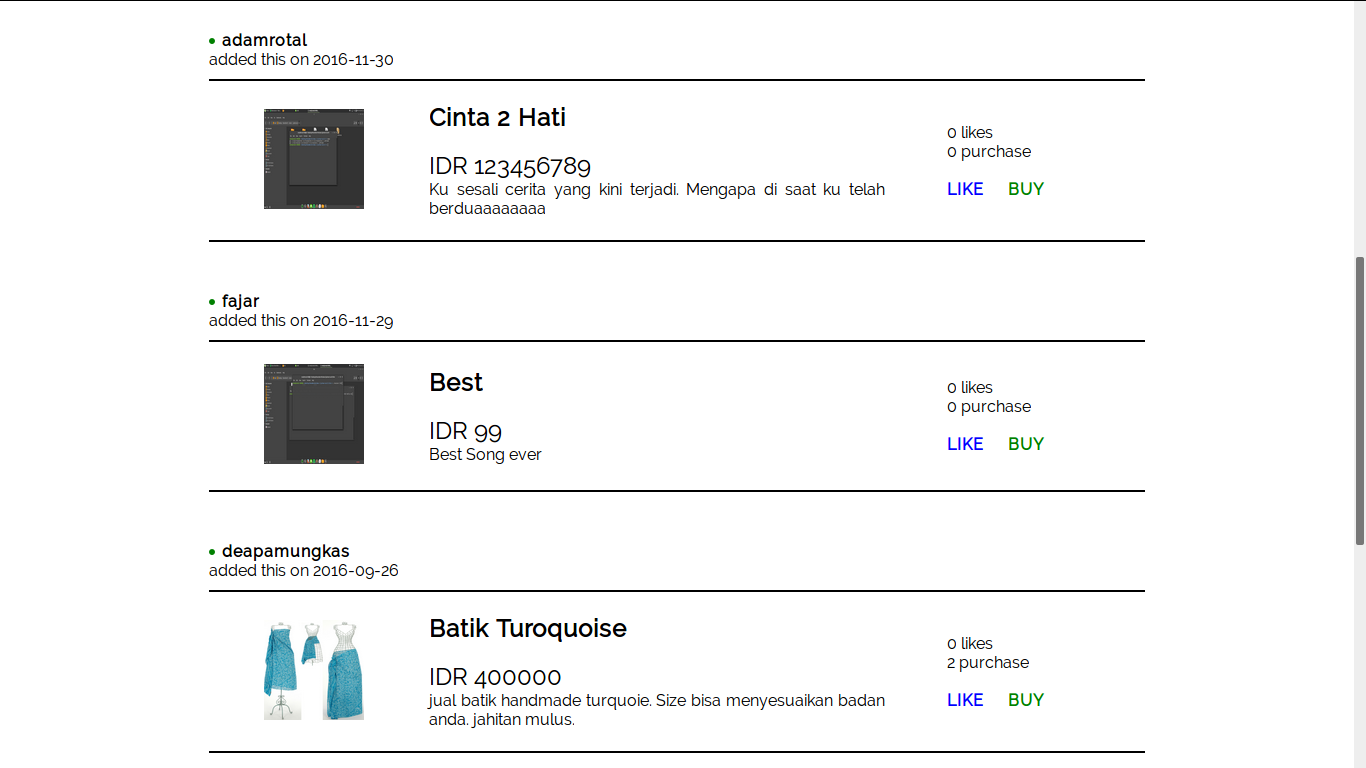 adamrotal
added this on 2016-11-30
Cinta 2 Hati
IDR 123456789
Ku sesali cerita yang kini terjadi. Mengapa di saat ku telah
berduaaaaaaaa
0 likes
0 purchase
LIKE BUY
fajar
added this on 2016-11-29
Best
IDR 99
Best Song ever
0 likes
0 purchase
LIKE BUY
deapamungkas
added this on 2016-09-26
Batik Turoquoise
IDR 400000
jual batik handmade turquoie. Size bisa menyesuaikan badan
anda. jahitan mulus.
0 likes
2 purchase
LIKE BUY